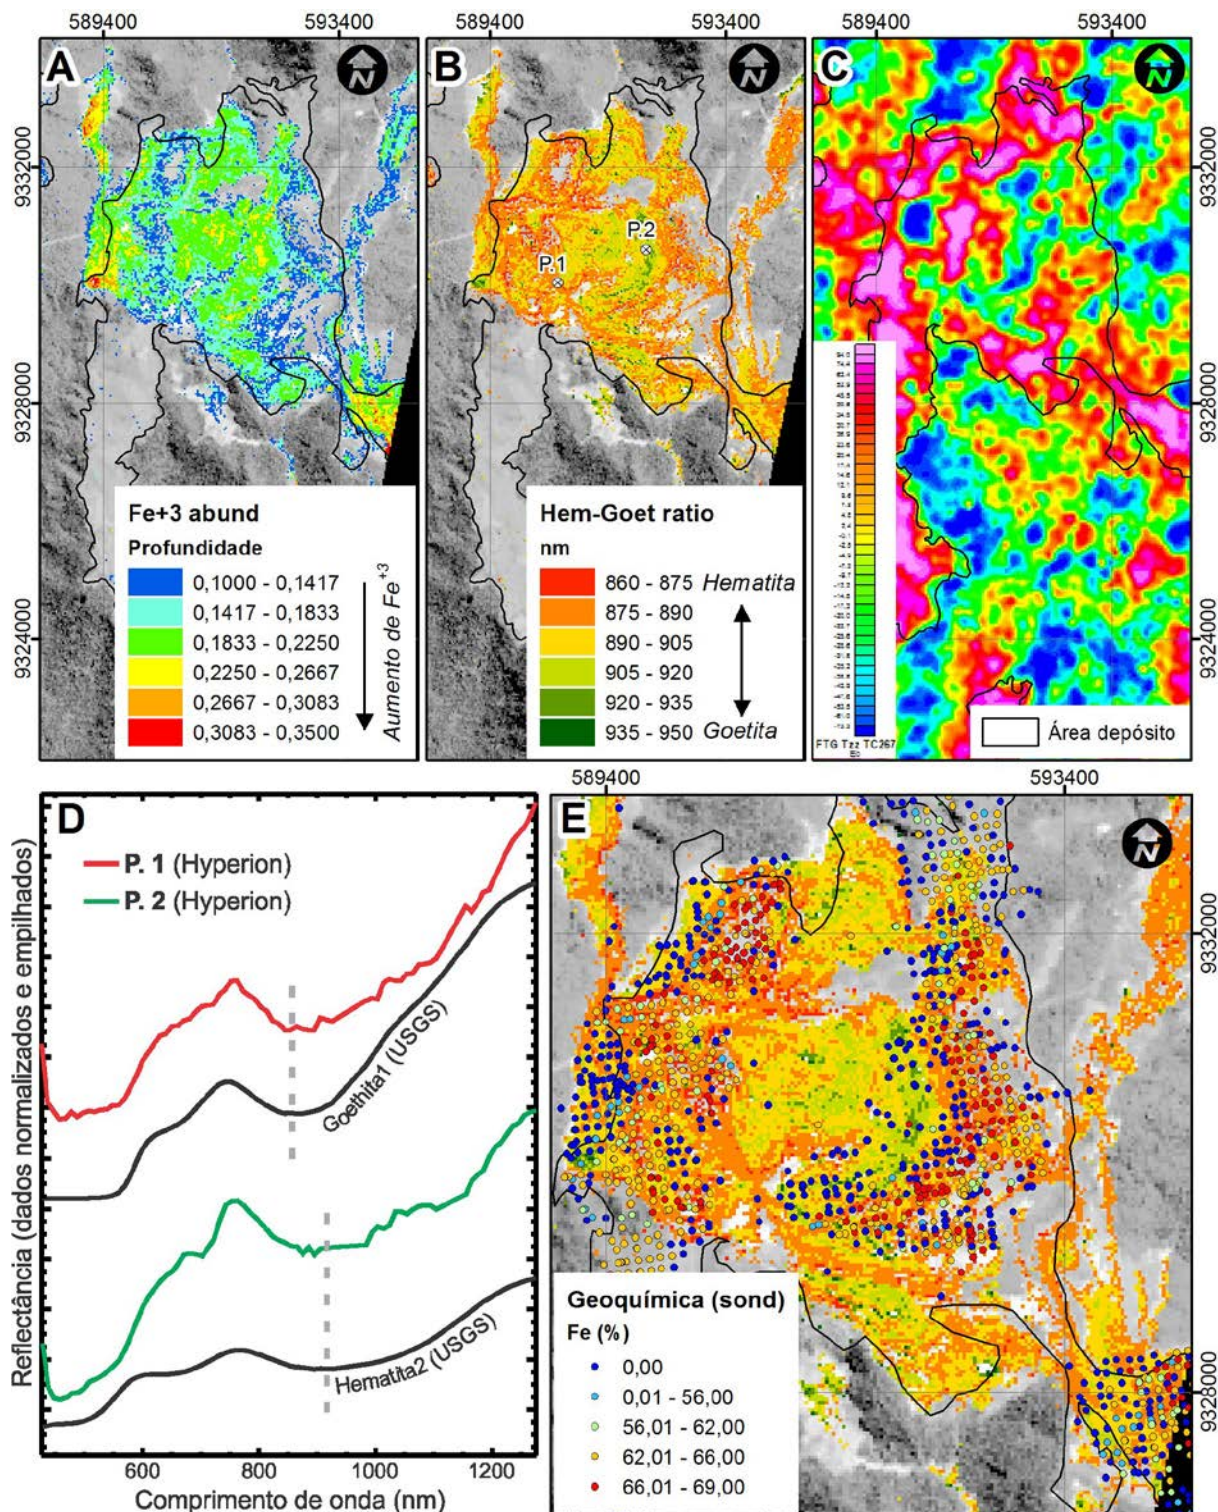 589400 593400 589400 593400 589400 593400
A B C
N N N
9332000
9328000
9324000
P.1
P.2
9332000
9328000
9324000
Fe+3 abund
Profundidade
0,1000 - 0,1417
0,1417 - 0,1833
0,1833 - 0,2250
0,2250 - 0,2667
0,2667 - 0,3083
0,3083 - 0,3500
Aumento de Fe+3
Hem-Goet ratio
nm
860 - 875
875 - 890
890 - 905
905 - 920
920 - 935
935 - 950
Hematita
Goetita
FTG Tzz TC267
Eö
Área depósito
D
P. 1 (Hyperion)
P. 2 (Hyperion)
Goethita1 (USGS)
Hematita2 (USGS)
Reflectância (dados normalizados e empilhados)
600 800 1000 1200
Comprimento de onda (nm)
589400 593400
E
N
9332000
9328000
Geoquímica (sond)
Fe (%)
0,00
0,01 - 56,00
56,01 - 62,00
62,01 - 66,00
66,01 - 69,00